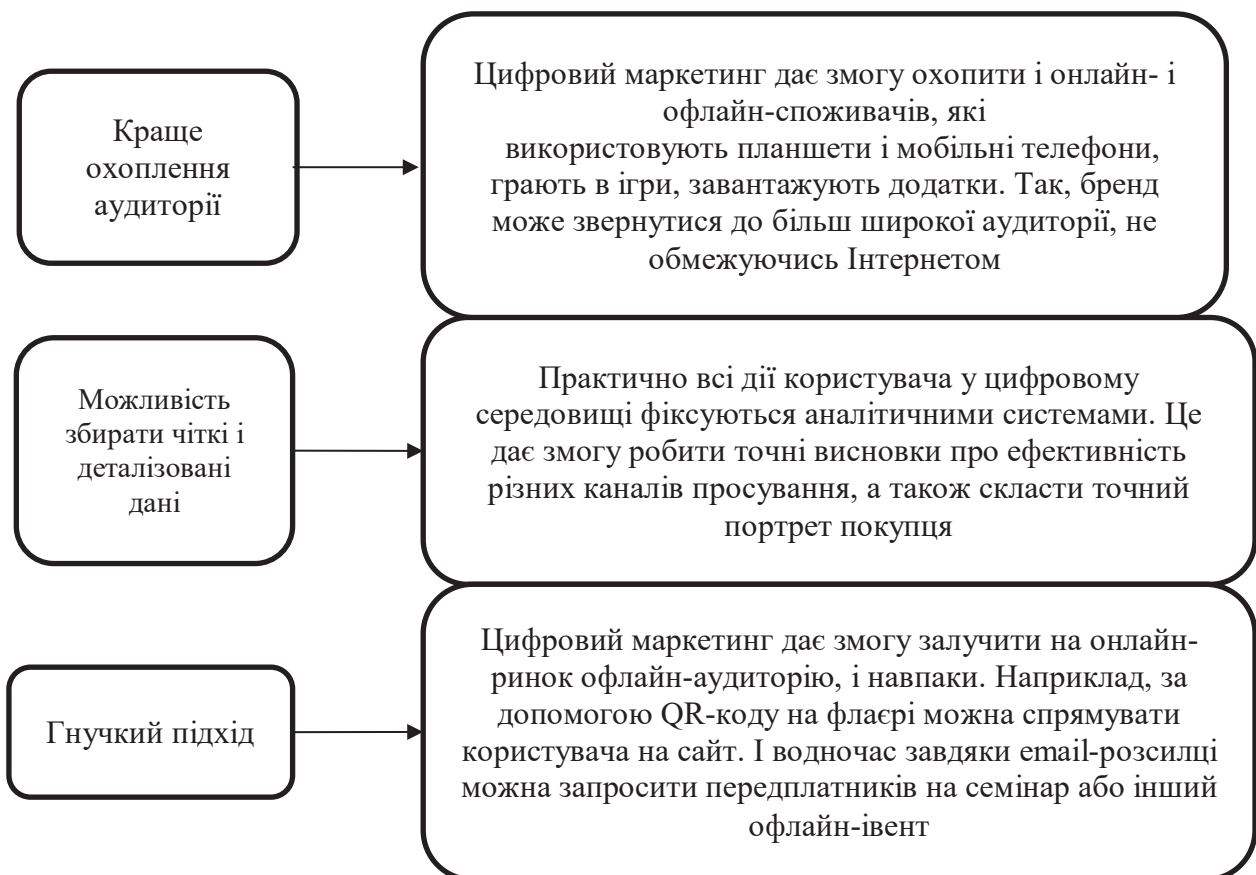 Краще
охоплення
аудиторії
Цифровий маркетинг дає змогу охопити і онлайн- і
офлайн-споживачів, які
використовують планшети і мобільні телефони,
грають в ігри, завантажують додатки. Так, бренд
може звернутися до більш широкої аудиторії, не
обмежуючись Інтернетом
Можливість
збирати чіткі і
деталізовані
дані
Практично всі дії користувача у цифровому
середовищі фіксуються аналітичними системами. Це
дає змогу робити точні висновки про ефективність
різних каналів просування, а також скласти точний
портрет покупця
Гнучкий підхід
Цифровий маркетинг дає змогу залучити на онлайн-
ринок офлайн-аудиторію, і навпаки. Наприклад, за
допомогою QR-коду на флаєрі можна спрямувати
користувача на сайт. І водночас завдяки email-розсилці
можна запросити передплатників на семінар або інший
офлайн-івент